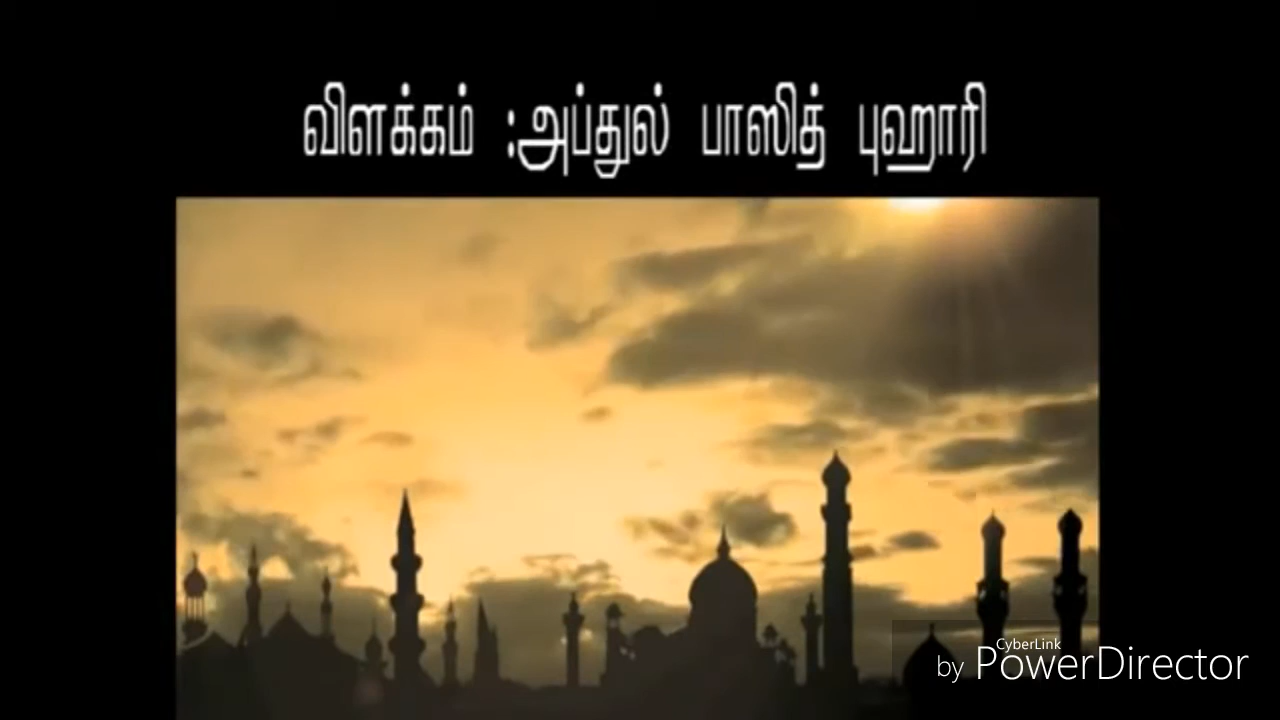 விளக்கம் :அப்துல் பாஸித் புஹாரி
CyberLink
by PowerDirector